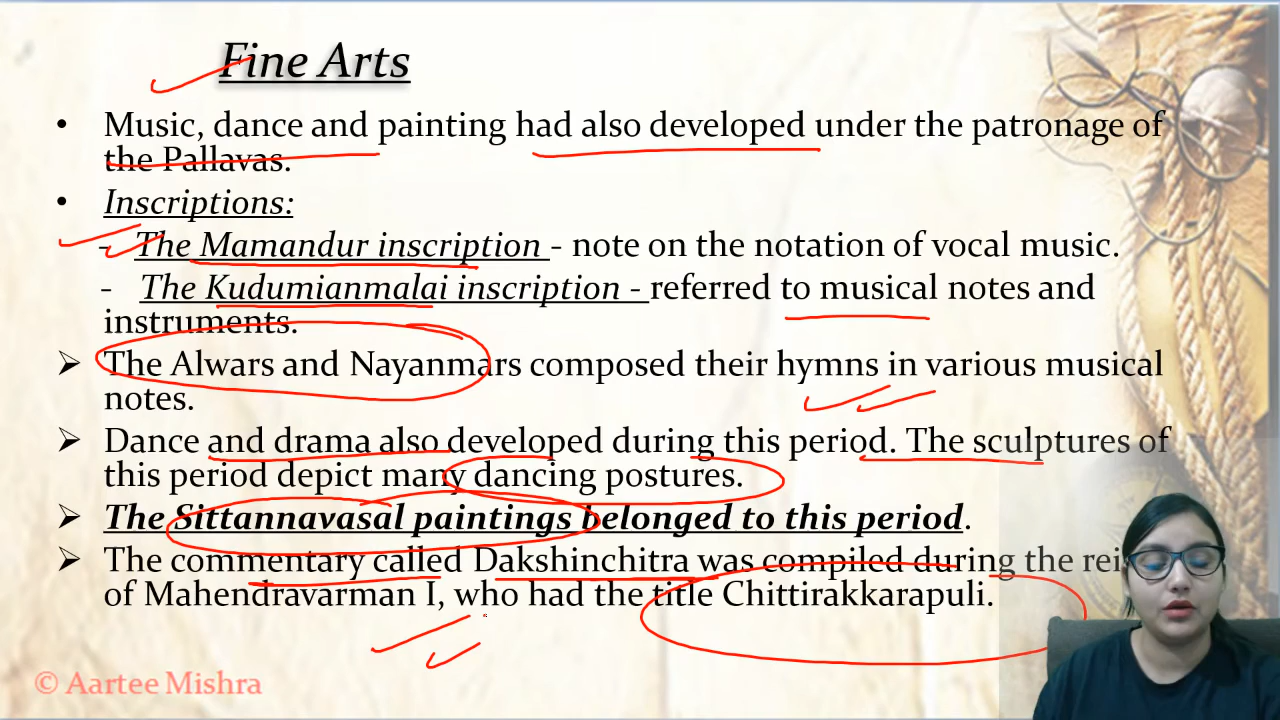 Fine Arts
• Music, dance and painting had also developed under the patronage of
the Pallavas.
• Inscriptions:
- The Mamandur inscription - note on the notation of vocal music.
- The Kudumianmalai inscription - referred to musical notes and
instruments.
➢ The Alwars and Nayanmars composed their hymns in various musical
notes.
➢ Dance and drama also developed during this period. The sculptures of
this period depict many dancing postures.
➢ The Sittannavasal paintings belonged to this period.
➢ The commentary called Dakshinchitra was compiled during the
of Mahendravarman I, who had the title Chittirakkarapuli.
© Aartee Mishra